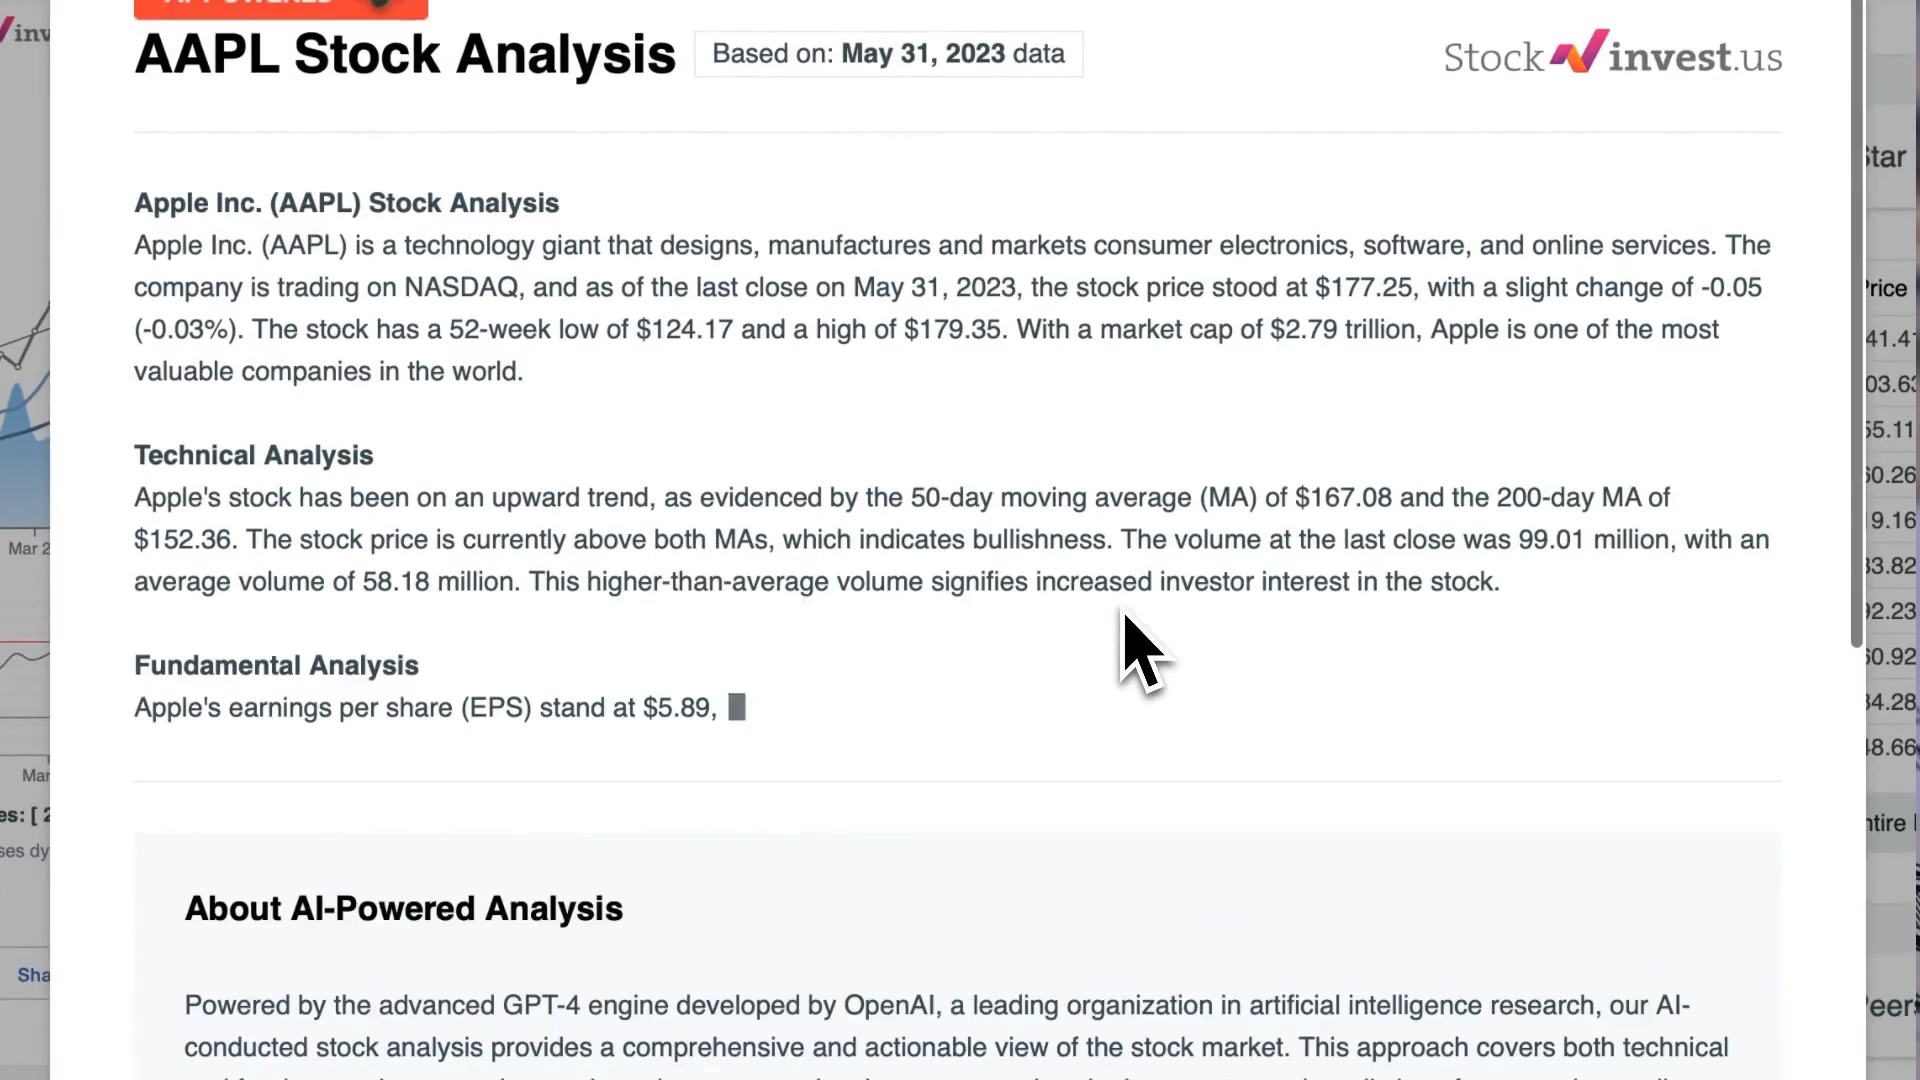 AAPL Stock Analysis
Based on: May 31, 2023 data
Stock invest.us
Apple Inc. (AAPL) Stock Analysis
Apple Inc. (AAPL) is a technology giant that designs, manufactures and markets consumer electronics, software, and online services. The
company is trading on NASDAQ, and as of the last close on May 31, 2023, the stock price stood at $177.25, with a slight change of -0.05
(-0.03%). The stock has a 52-week low of $124.17 and a high of $179.35. With a market cap of $2.79 trillion, Apple is one of the most
valuable companies in the world.
Technical Analysis
Apple's stock has been on an upward trend, as evidenced by the 50-day moving average (MA) of $167.08 and the 200-day MA of
$152.36. The stock price is currently above both MAs, which indicates bullishness. The volume at the last close was 99.01 million, with an
average volume of 58.18 million. This higher-than-average volume signifies increased investor interest in the stock.
Fundamental Analysis
Apple's earnings per share (EPS) stand at $5.89,
About AI-Powered Analysis
Powered by the advanced GPT-4 engine developed by OpenAI, a leading organization in artificial intelligence research, our AI-
conducted stock analysis provides a comprehensive and actionable view of the stock market. This approach covers both technical